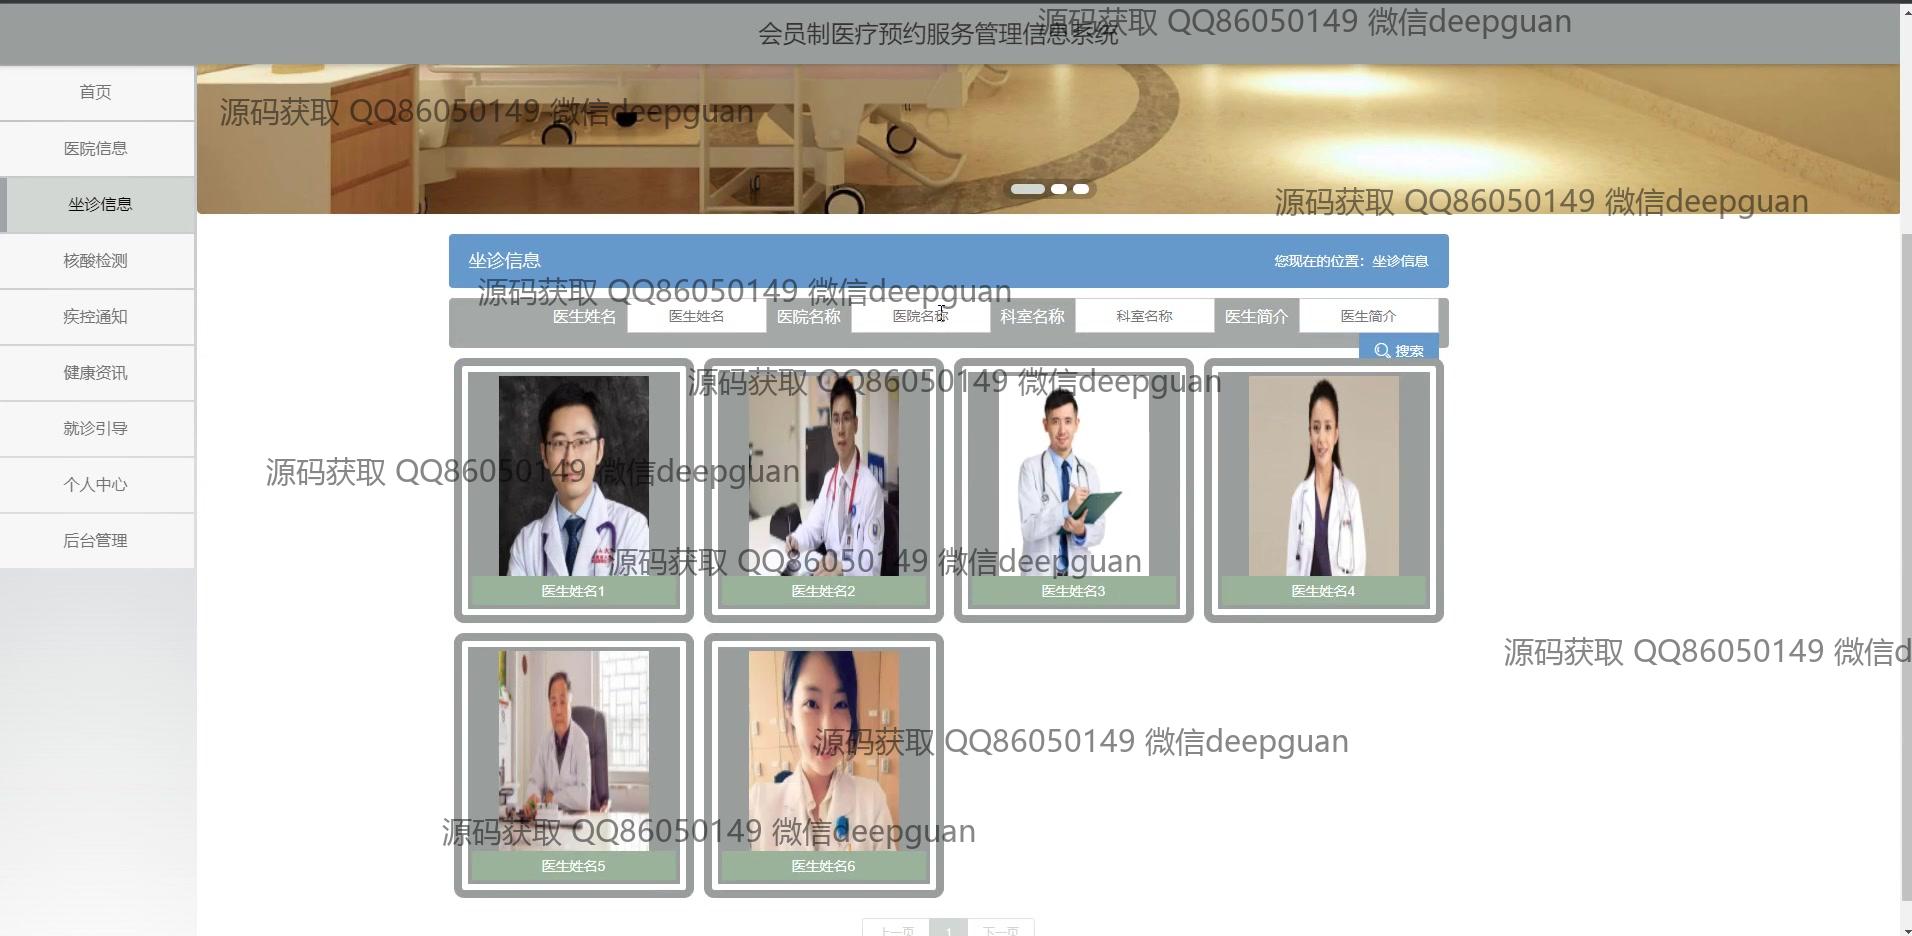 会员制医疗预约服务管理信息系统
源码获取 QQ86050149 微信deepguan
首页
医院信息
坐诊信息
核酸检测
疾控通知
健康资讯
就诊引导
个人中心
后台管理
源码获取 QQ86050149 微信deepguan
源码获取 QQ86050149 微信deepguan
坐诊信息
您现在的位置：坐诊信息
源码获取 QQ86050149 微信deepguan
医生姓名 医生姓名 医院名称 医院名称 科室名称 科室名称 医生简介 医生简介
搜索
源码获取 QQ86050149 微信deepguan
源码获取 QQ86050149 微信deepguan
源码获取 QQ86050149 微信deepguan
医生姓名1 医生姓名2 医生姓名3 医生姓名4
源码获取 QQ86050149 微信d
源码获取 QQ86050149 微信deepguan
源码获取 QQ86050149 微信deepguan
医生姓名5 医生姓名6
上一页 1 下一页